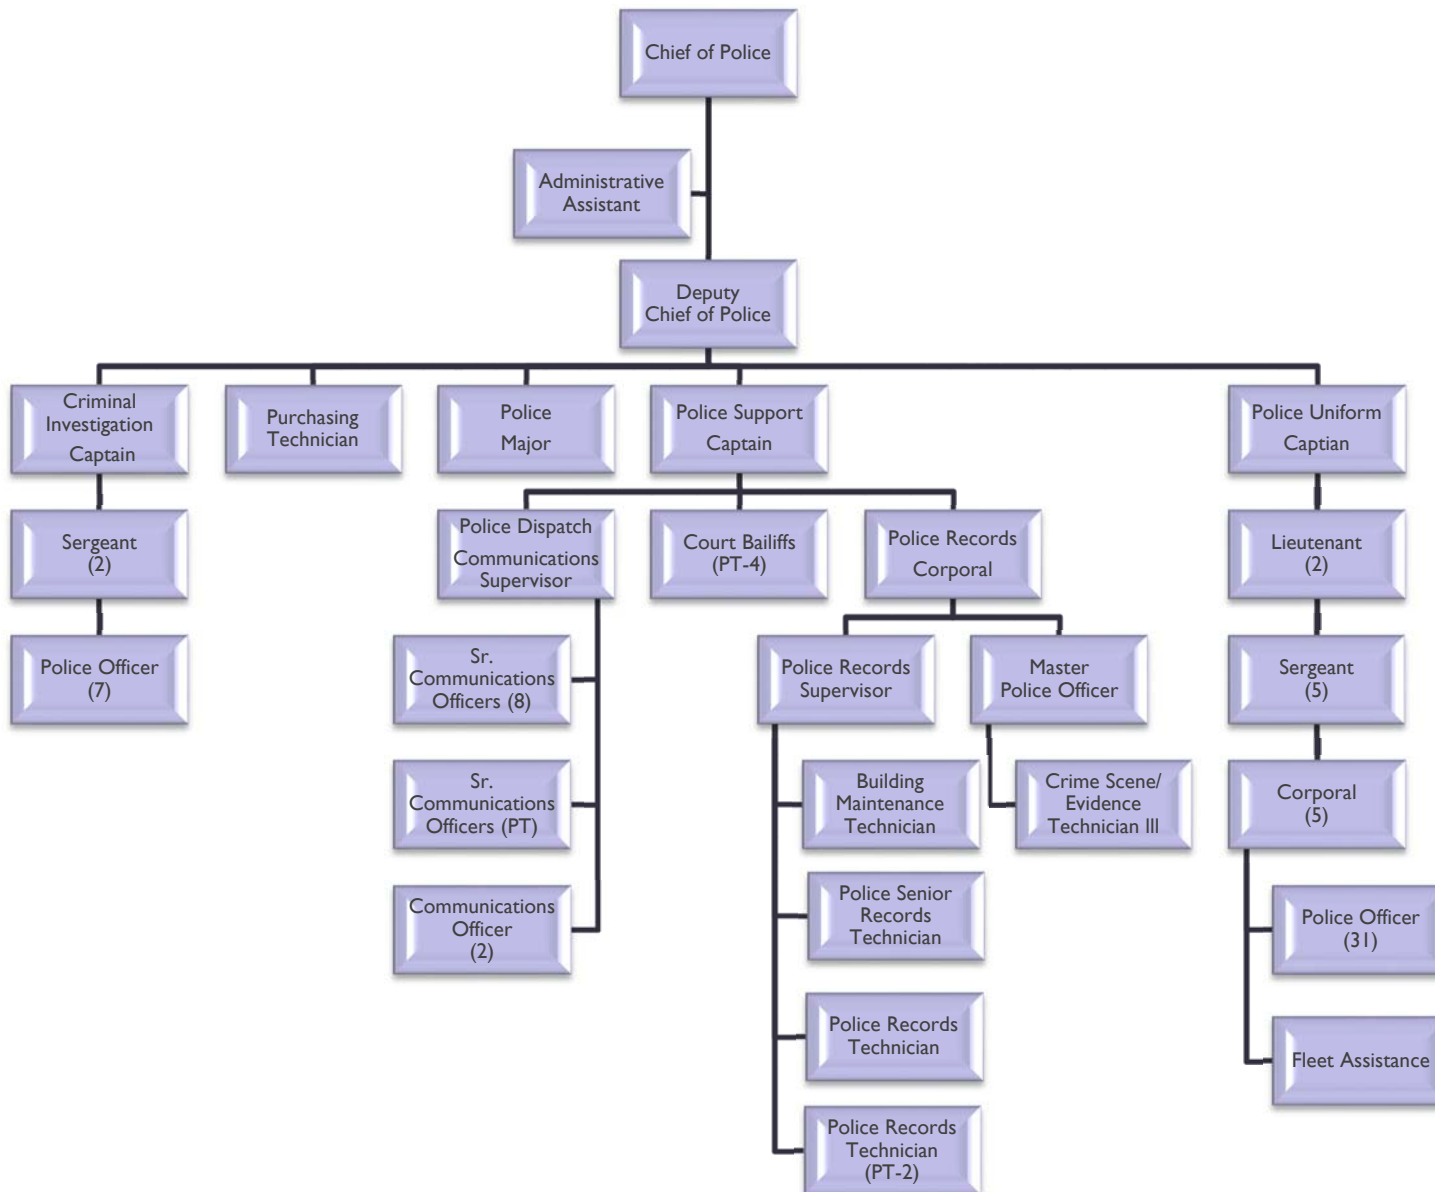 Chief of Police
Administrative
Assistant
Deputy
Chief of Police
Criminal
Investigation
Captain
Purchasing
Technician
Police
Major
Police Support
Captain
Police Uniform
Captian
Sergeant
(2)
Police Dispatch
Communications
Supervisor
Court Bailiffs
(PT-4)
Police Records
Corporal
Lieutenant
(2)
Police Officer
(7)
Sr.
Communications
Officers (8)
Police Records
Supervisor
Master
Police Officer
Sergeant
(5)
Sr.
Communications
Officers (PT)
Building
Maintenance
Technician
Crime Scene/
Evidence
Technician III
Corporal
(5)
Communications
Officer
(2)
Police Senior
Records
Technician
Police Officer
(31)
Police Records
Technician
Fleet Assistance
Police Records
Technician
(PT-2)